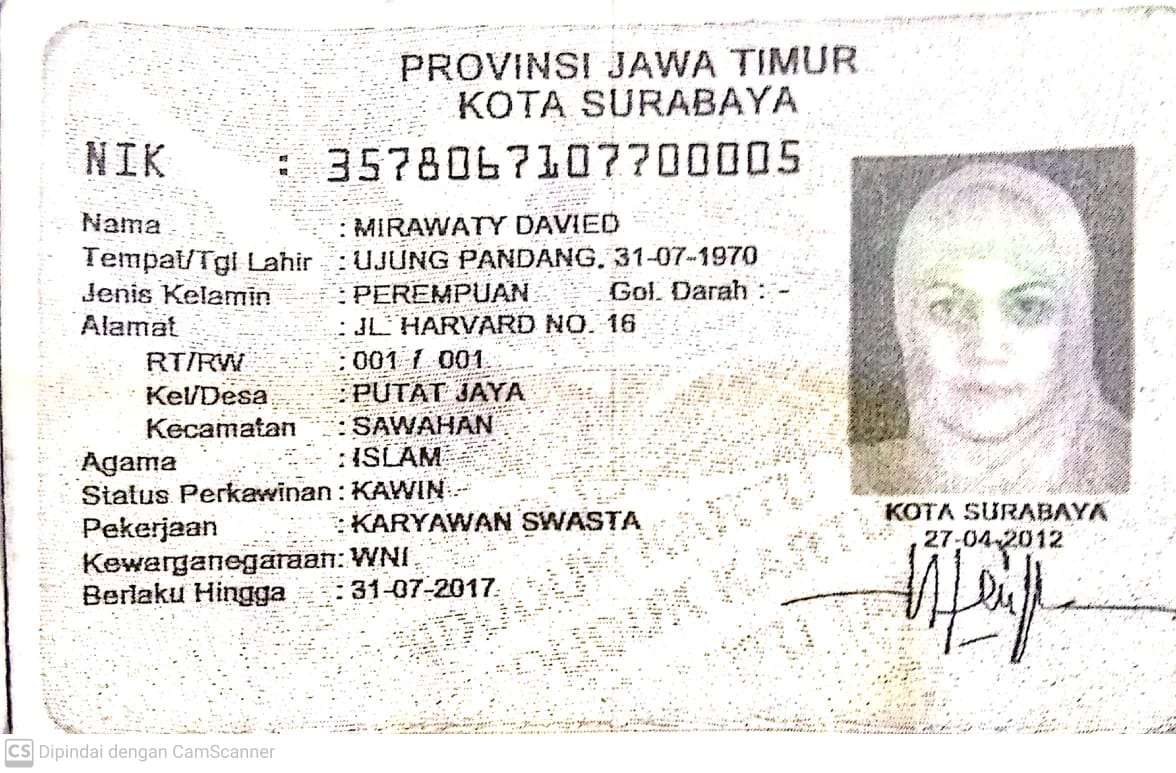 PROVINSI JAWA TIMUR
KOTA SURABAYA
NIK : 3578067107700005
Nama : MIRAWATY DAVIED
Tempat/Tgl Lahir : UJUNG PANDANG, 31-07-1970
Jenis Kelamin : PEREMPUAN Gol. Darah : -
Alamat : JL. HARVARD NO. 16
RT/RW : 001 / 001
Kel/Desa : PUTAT JAYA
Kecamatan : SAWAHAN
Agama : ISLAM
Status Perkawinan : KAWIN
Pekerjaan : KARYAWAN SWASTA
Kewarganegaraan: WNI
Berlaku Hingga : 31-07-2017
KOTA SURABAYA
27-04-2012
CS Dipindai dengan CamScanner